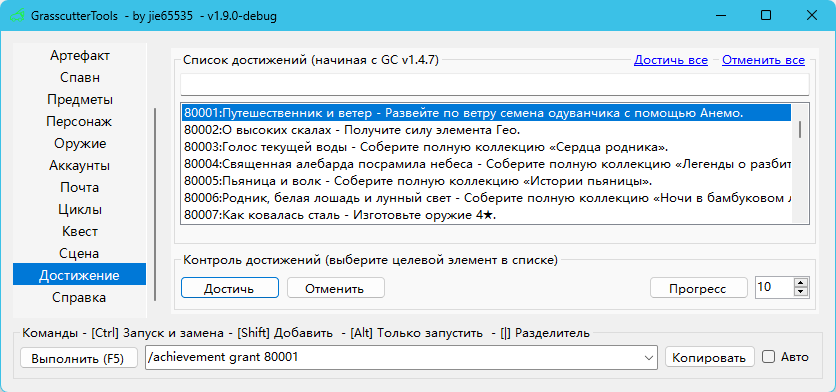 GrasscutterTools - by jie65535 - v1.9.0-debug
Артефакт
Спавн
Предметы
Персонаж
Оружие
Аккаунты
Почта
Циклы
Квест
Сцена
Достижение
Справка
Список достижений (начиная с GC v1.4.7)
Достичь все
Отменить все
80001:Путешественник и ветер - Развейте по ветру семена одуванчика с помощью Анемо.
80002:О высоких скалах - Получите силу элемента Гео.
80003:Голос текущей воды - Соберите полную коллекцию «Сердца родника».
80004:Священная алебарда посрамила небеса - Соберите полную коллекцию «Легенды о разбит
80005:Пьяница и волк - Соберите полную коллекцию «Истории пьяницы».
80006:Родник, белая лошадь и лунный свет - Соберите полную коллекцию «Ночи в бамбуковом л
80007:Как ковалась сталь - Изготовьте оружие 4★.
Контроль достижений (выберите целевой элемент в списке)
Достичь
Отменить
Прогресс
10
Команды - [Ctrl] Запуск и замена - [Shift] Добавить - [Alt] Только запустить - [|] Разделитель
Выполнить (F5)
/achievement grant 80001
Копировать
Авто